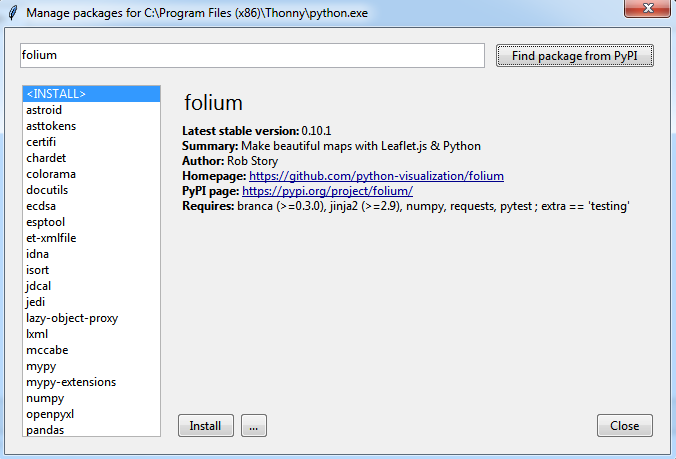 Manage packages for C:\Program Files (x86)\Thonny\python.exe
folium
Find package from PyPI
<INSTALL>
astroid
asttokens
certifi
chardet
colorama
docutils
ecdsa
esptool
et-xmlfile
idna
isort
jdcal
jedi
lazy-object-proxy
lxml
mccabe
mypy
mypy-extensions
numpy
openpyxl
pandas
folium
Latest stable version: 0.10.1
Summary: Make beautiful maps with Leaflet.js & Python
Author: Rob Story
Homepage: https://github.com/python-visualization/folium
PyPI page: https://pypi.org/project/folium/
Requires: branca (>=0.3.0), jinja2 (>=2.9), numpy, requests, pytest ; extra == 'testing'
Install
...
Close